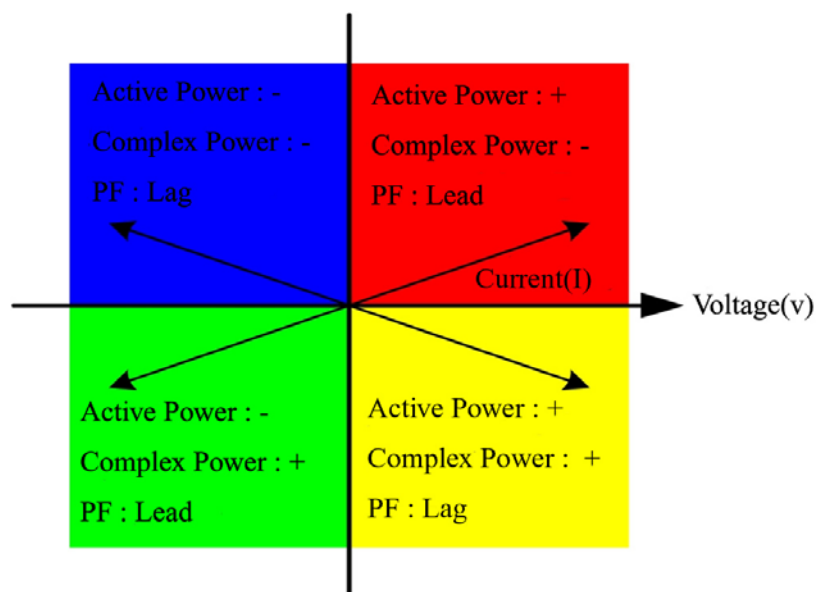 Active Power : -
Complex Power : -
PF : Lag
Active Power : +
Complex Power : -
PF : Lead
Current(I)
Voltage(v)
Active Power : -
Complex Power : +
PF : Lead
Active Power : +
Complex Power : +
PF : Lag